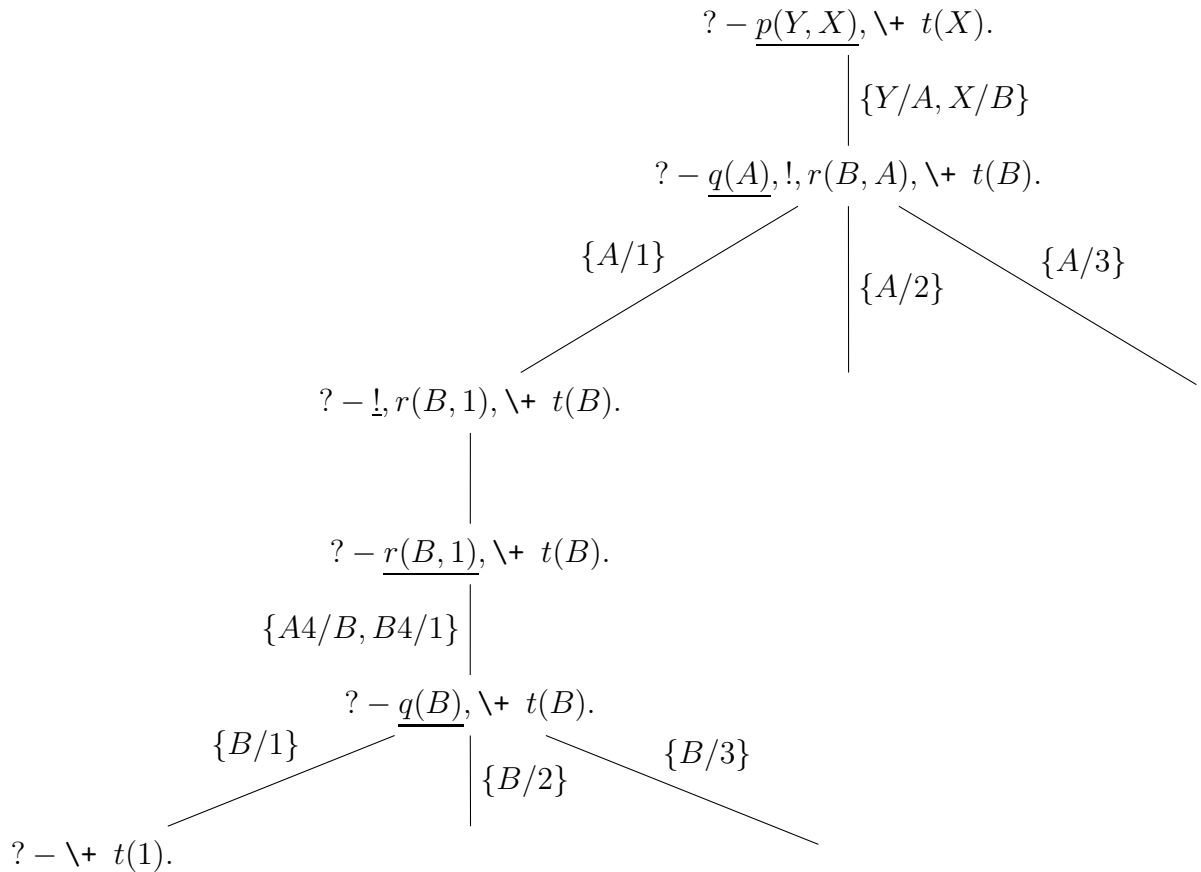 ? − p(Y, X), \+ t(X).
{Y/A, X/B}
? − q(A), !, r(B, A), \+ t(B).
{A/1}
{A/2}
{A/3}
? − !, r(B, 1), \+ t(B).
? − r(B, 1), \+ t(B).
{A4/B, B4/1}
? − q(B), \+ t(B).
{B/1}
{B/2}
{B/3}
? − \+ t(1).